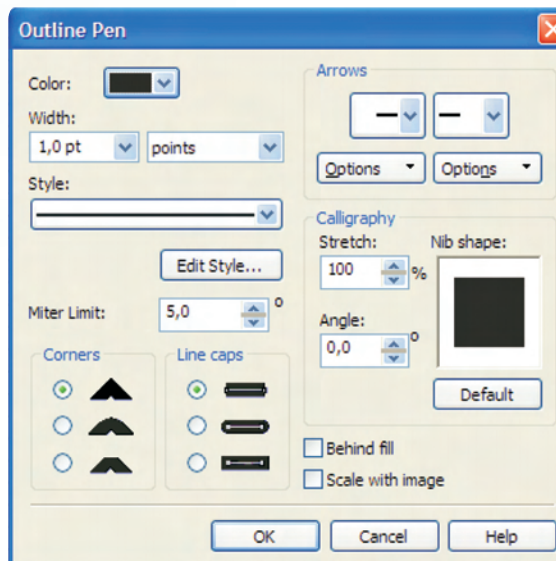 Outline Pen
Color:
Width:
1,0 pt
points
Style:
Edit Style...
Miter Limit:
5,0
°
Corners
Line caps
Arrows
Options
Options
Calligraphy
Stretch:
Nib shape:
100
%
Angle:
0,0
°
Default
Behind fill
Scale with image
OK
Cancel
Help